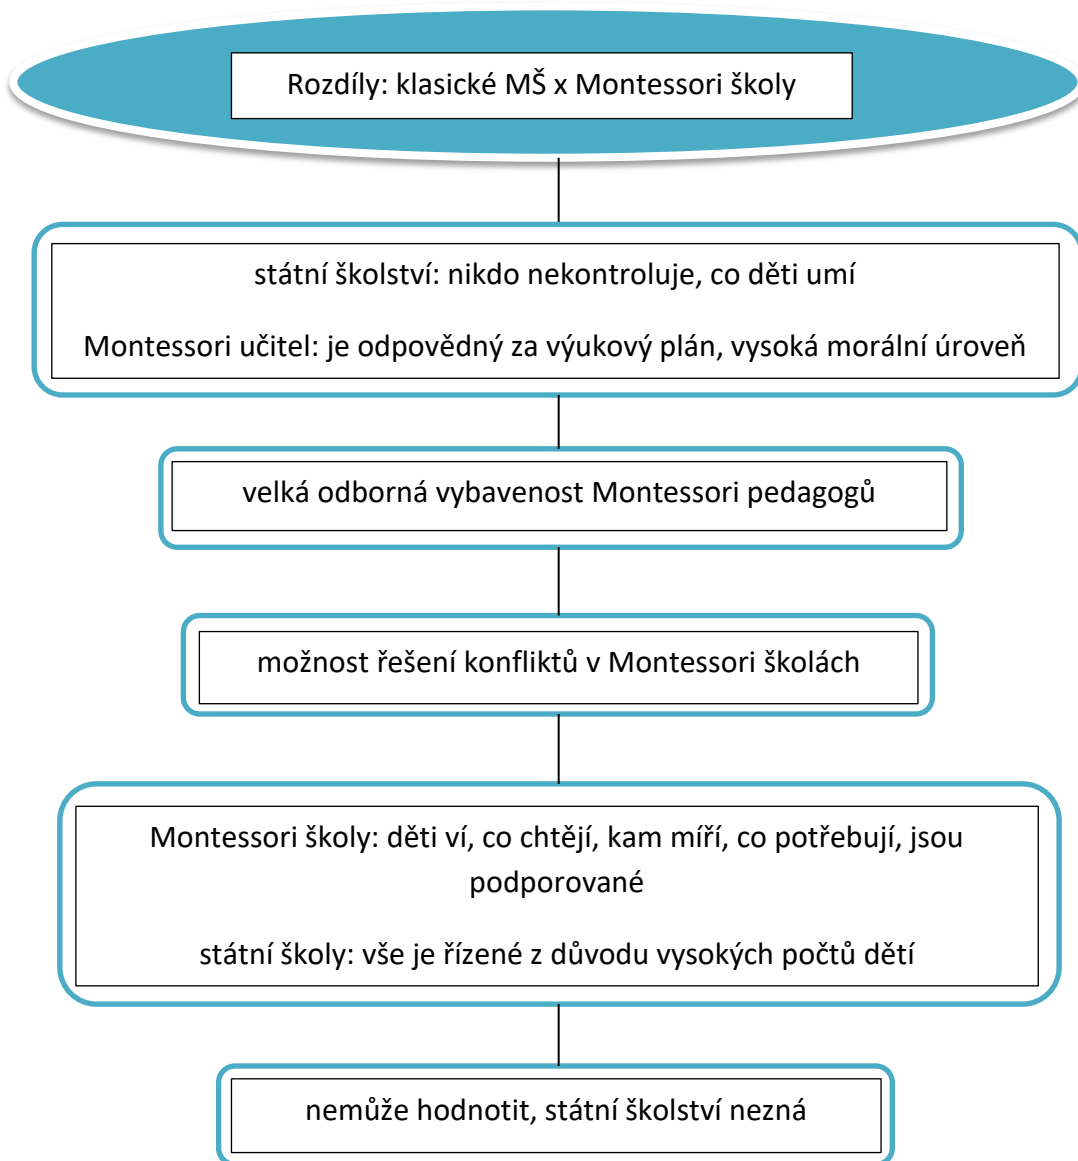 Rozdíly: klasické MŠ x Montessori školy
státní školství: nikdo nekontroluje, co děti umí
Montessori učitel: je odpovědný za výukový plán, vysoká morální úroveň
velká odborná vybavenost Montessori pedagogů
možnost řešení konfliktů v Montessori školách
Montessori školy: děti ví, co chtějí, kam míří, co potřebují, jsou
podporované
státní školy: vše je řízené z důvodu vysokých počtů dětí
nemůže hodnotit, státní školství nezná